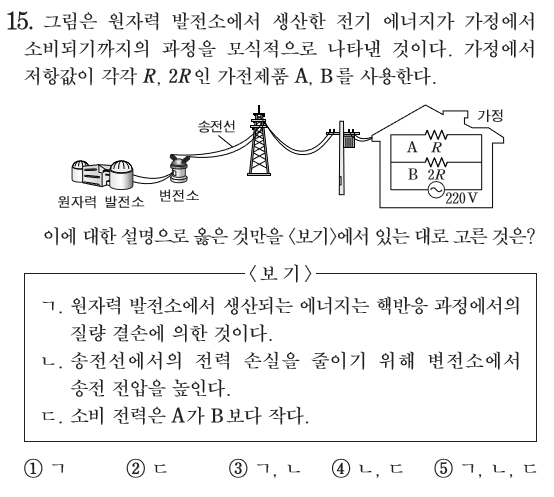 15. 그림은 원자력 발전소에서 생산한 전기 에너지가 가정에서
소비되기까지의 과정을 모식적으로 나타낸 것이다. 가정에서
저항값이 각각 R, 2R인 가전제품 A, B를 사용한다.
송전선
가정
A R
B 2R
220 V
원자력 발전소
변전소
이에 대한 설명으로 옳은 것만을 <보기>에서 있는 대로 고른 것은?
<보 기>
ㄱ. 원자력 발전소에서 생산되는 에너지는 핵반응 과정에서의
질량 결손에 의한 것이다.
ㄴ. 송전선에서의 전력 손실을 줄이기 위해 변전소에서
송전 전압을 높인다.
ㄷ. 소비 전력은 A가 B보다 작다.
① ㄱ ② ㄷ ③ ㄱ, ㄴ ④ ㄴ, ㄷ ⑤ ㄱ, ㄴ, ㄷ